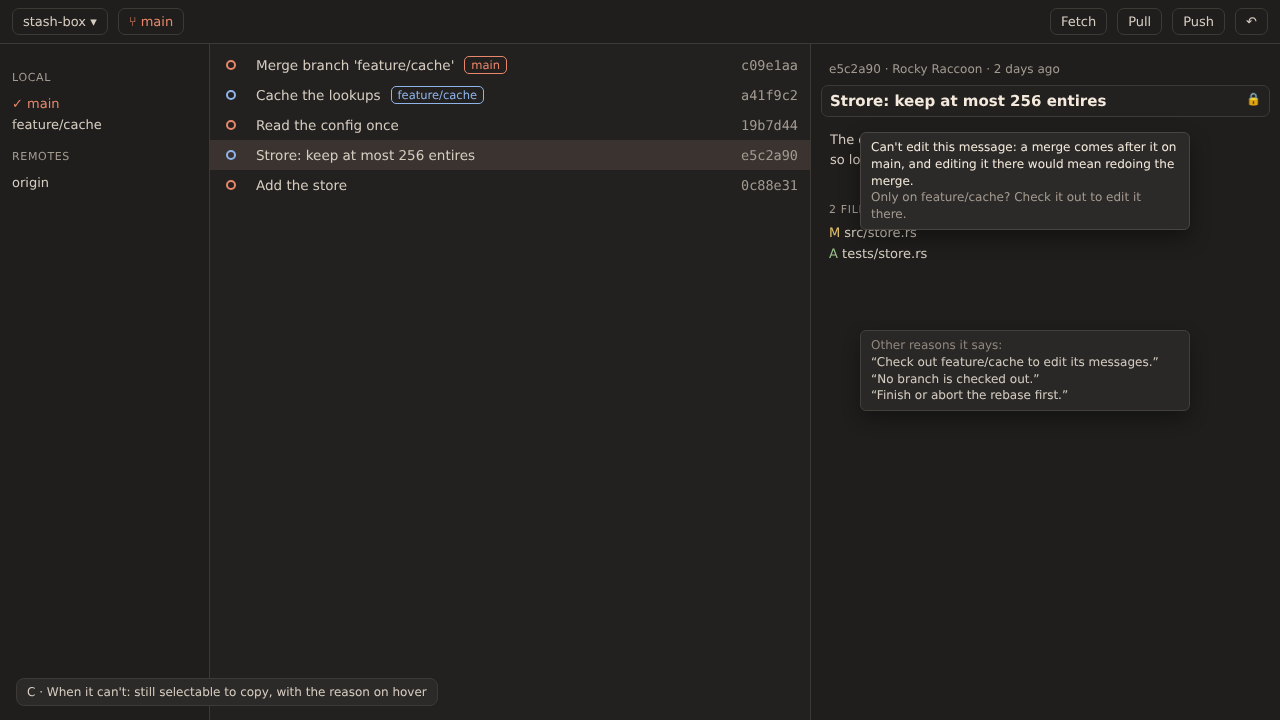 stash-box ▾
⑂ main
Fetch
Pull
Push
↶
LOCAL
✓ main
feature/cache
REMOTES
origin
Merge branch 'feature/cache' main c09e1aa
Cache the lookups feature/cache a41f9c2
Read the config once 19b7d44
Strore: keep at most 256 entires e5c2a90
Add the store 0c88e31
e5c2a90 · Rocky Raccoon · 2 days ago
Strore: keep at most 256 entires
The
so
Can't edit this message: a merge comes after it on
main, and editing it there would mean redoing the
merge.
Only on feature/cache? Check it out to edit it
there.
2
M src/store.rs
A tests/store.rs
Other reasons it says:
“Check out feature/cache to edit its messages.”
“No branch is checked out.”
“Finish or abort the rebase first.”
C · When it can't: still selectable to copy, with the reason on hover